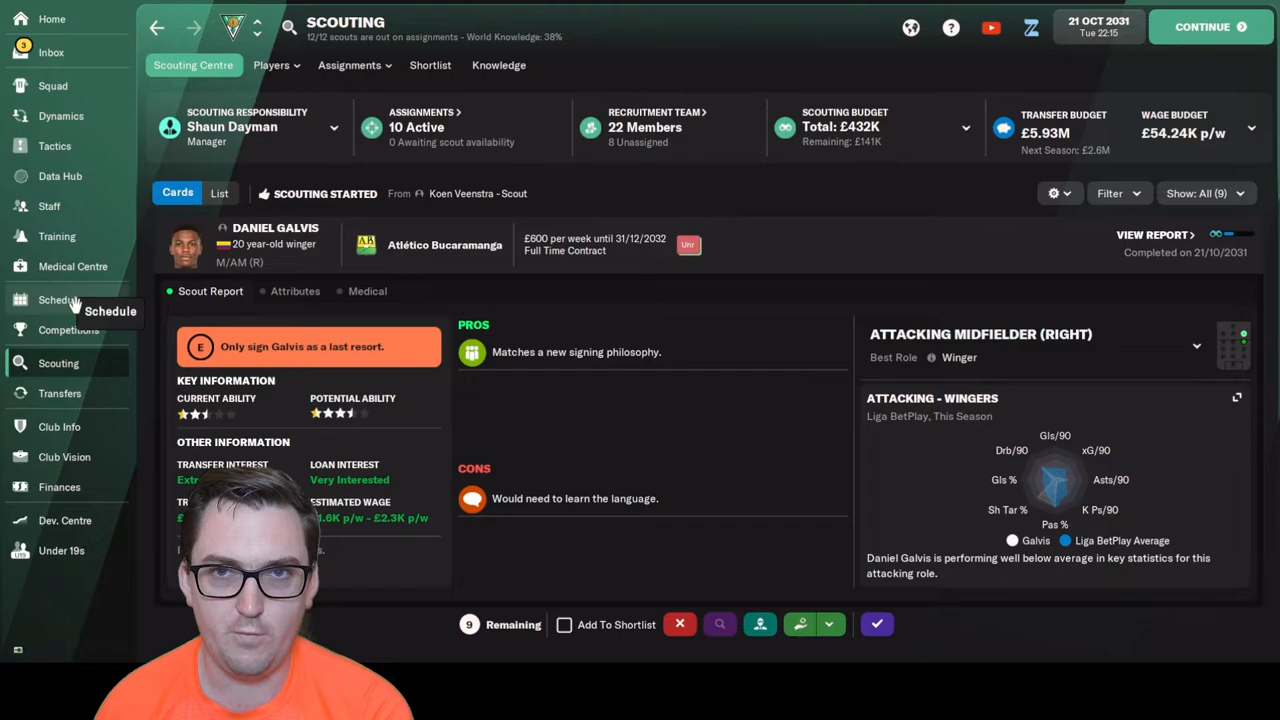 Home
3
Inbox
Squad
Dynamics
Tactics
Data Hub
Staff
Training
Medical Centre
Schedule
Competitions
Scouting
Transfers
Club Info
Club Vision
Finances
Dev. Centre
Under 19s
SCOUTING
12/12 scouts are out on assignments - World Knowledge: 38%
21 OCT 2031
Tue 22:15
CONTINUE
Scouting Centre
Players
Assignments
Shortlist
Knowledge
SCOUTING RESPONSIBILITY
Shaun Dayman
Manager
ASSIGNMENTS >
10 Active
0 Awaiting scout availability
RECRUITMENT TEAM >
22 Members
8 Unassigned
SCOUTING BUDGET
Total: £432K
Remaining: £141K
TRANSFER BUDGET
£5.93M
Next Season: £2.6M
WAGE BUDGET
£54.24K p/w
Cards
List
SCOUTING STARTED From Koen Veenstra - Scout
Filter
Show: All (9)
DANIEL GALVIS
20 year-old winger
M/AM (R)
Atlético Bucaramanga
£600 per week until 31/12/2032
Full Time Contract
Unr
VIEW REPORT >
Completed on 21/10/2031
Scout Report
Attributes
Medical
Schedule
E Only sign Galvis as a last resort.
KEY INFORMATION
CURRENT ABILITY
POTENTIAL ABILITY
OTHER INFORMATION
TRANSFER INTEREST
LOAN INTEREST
Very Interested
ESTIMATED WAGE
£2.3K p/w
PROS
Matches a new signing philosophy.
CONS
Would need to learn the language.
ATTACKING MIDFIELDER (RIGHT)
Best Role Winger
ATTACKING - WINGERS
Liga BetPlay, This Season
Gls/90
Drb/90
xG/90
Gls %
Asts/90
Sh Tar %
K Ps/90
Pas %
Galvis
Liga BetPlay Average
Daniel Galvis is performing well below average in key statistics for this
attacking role.
9 Remaining
Add To Shortlist